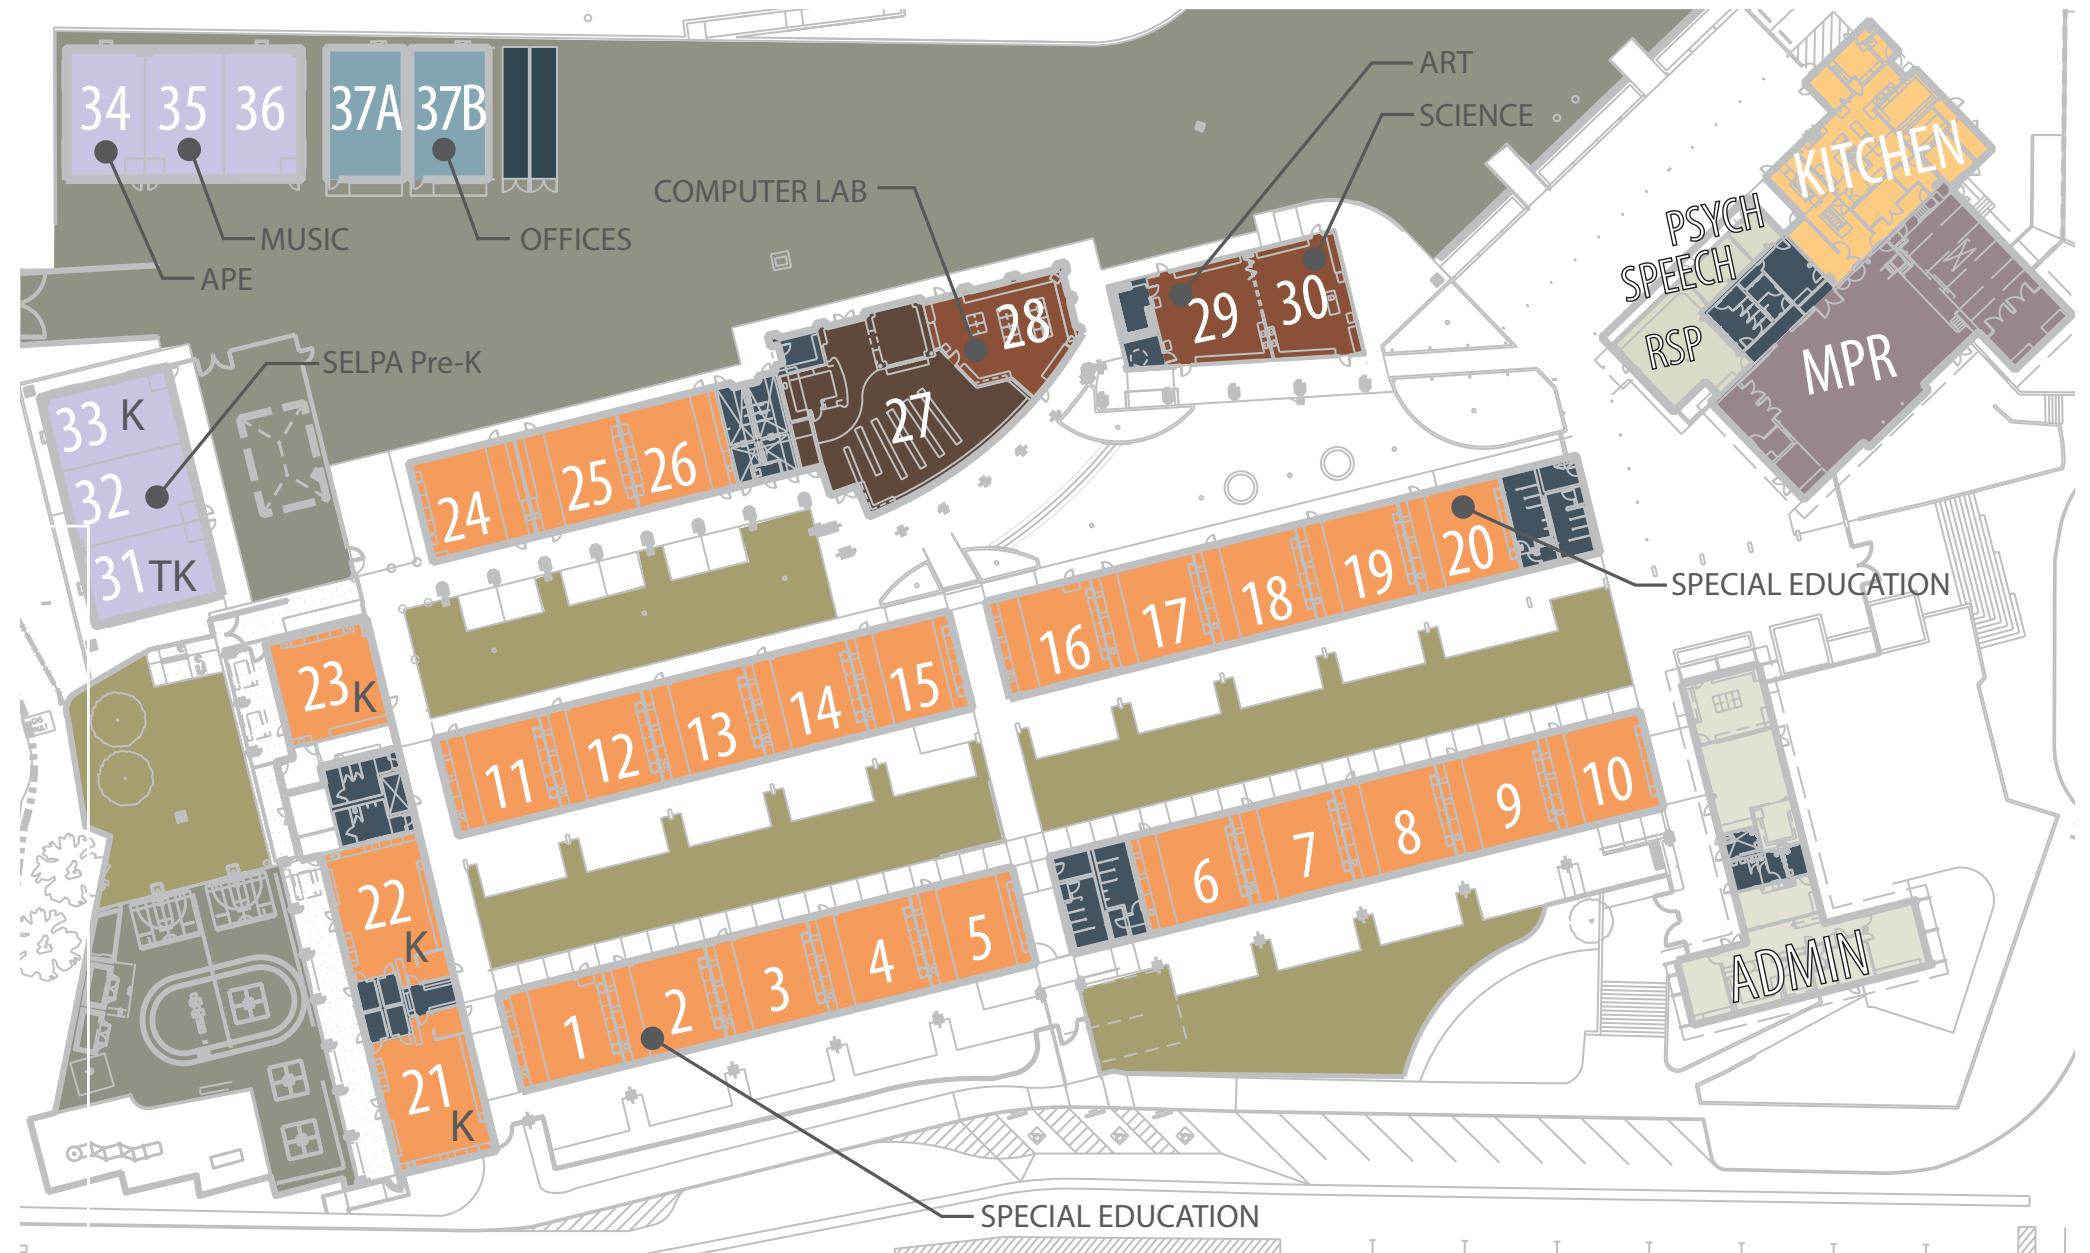 34
35
36
37A
37B
ART
SCIENCE
KITCHEN
COMPUTER LAB
MUSIC
OFFICES
APE
PSYCH
SPEECH
RSP
MPR
28
29
30
SELPA Pre-K
33 K
32
31 TK
27
24
25
26
16
17
18
19
20
SPECIAL EDUCATION
23 K
11
12
13
14
15
22
K
6
7
8
9
10
1
2
3
4
5
ADMIN
21
K
SPECIAL EDUCATION